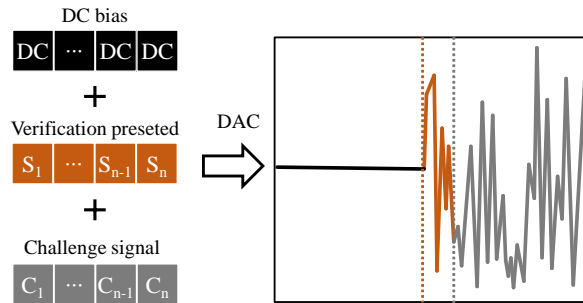 DC bias
DC ... DC DC
+
Verification preseted
S1 ... Sn-1 Sn
+
Challenge signal
C1 ... Cn-1 Cn
DAC